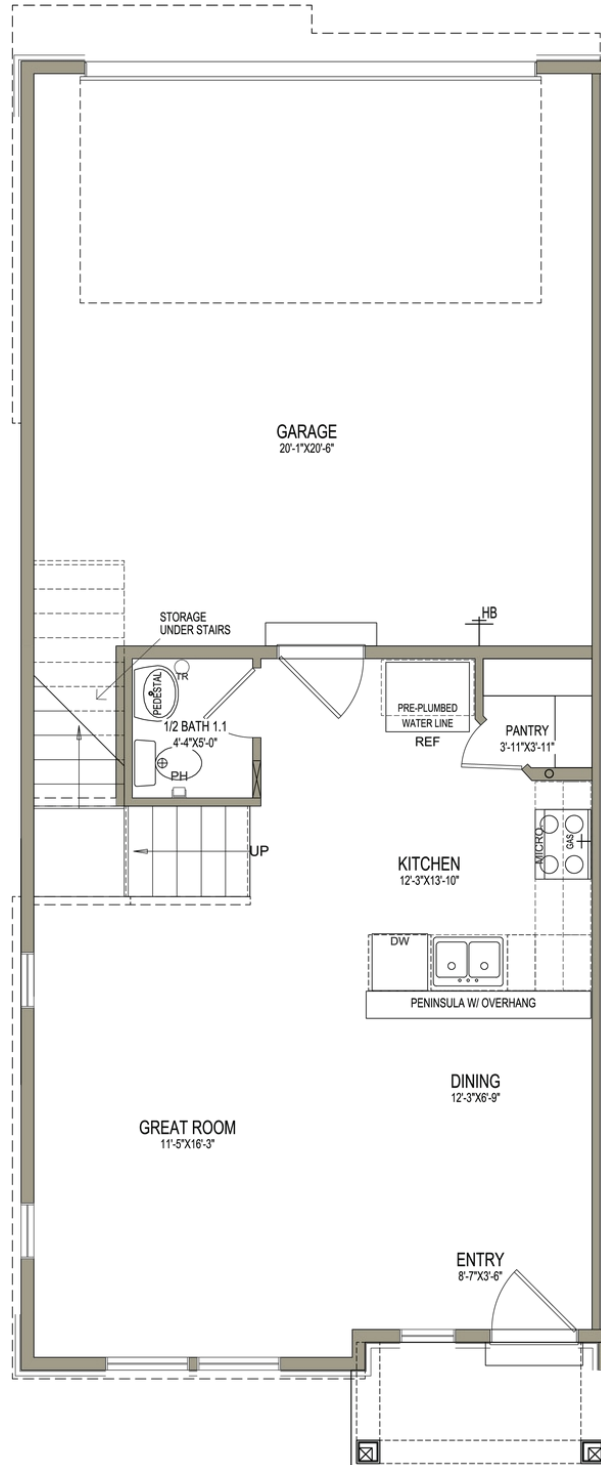 GARAGE
20'-1"X20'-6"
STORAGE
UNDER STAIRS
HB
PEDESTAL
TR
1/2 BATH 1.1
4'-4"X5'-0"
PH
PRE-PLUMBED
WATER LINE
REF
PANTRY
3'-11"X3'-11"
UP
KITCHEN
12'-3"X13'-10"
MICRO
GAS
DW
PENINSULA W/ OVERHANG
DINING
12'-3"X6'-9"
GREAT ROOM
11'-5"X16'-3"
ENTRY
8'-7"X3'-6"